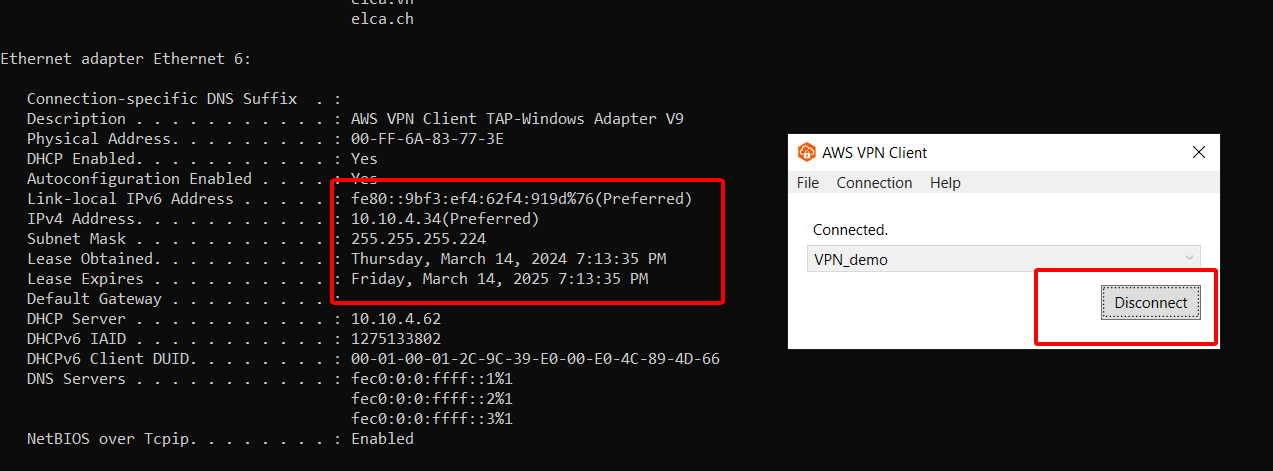 elca.vn
elca.ch
Ethernet adapter Ethernet 6:
Connection-specific DNS Suffix  . :
Description . . . . . . . . . . . : AWS VPN Client TAP-Windows Adapter V9
Physical Address. . . . . . . . . : 00-FF-6A-83-77-3E
DHCP Enabled. . . . . . . . . . . : Yes
Autoconfiguration Enabled . . . . : Yes
Link-local IPv6 Address . . . . . : fe80::9bf3:ef4:62f4:919d%76(Preferred)
IPv4 Address. . . . . . . . . . . : 10.10.4.34(Preferred)
Subnet Mask . . . . . . . . . . . : 255.255.255.224
Lease Obtained. . . . . . . . . . : Thursday, March 14, 2024 7:13:35 PM
Lease Expires . . . . . . . . . . : Friday, March 14, 2025 7:13:35 PM
Default Gateway . . . . . . . . . :
DHCP Server . . . . . . . . . . . : 10.10.4.62
DHCPv6 IAID . . . . . . . . . . . : 1275133802
DHCPv6 Client DUID. . . . . . . . : 00-01-00-01-2C-9C-39-E0-00-E0-4C-89-4D-66
DNS Servers . . . . . . . . . . . : fec0:0:0:ffff::1%1
fec0:0:0:ffff::2%1
fec0:0:0:ffff::3%1
NetBIOS over Tcpip. . . . . . . . : Enabled
AWS VPN Client
File Connection Help
Connected.
VPN_demo
Disconnect